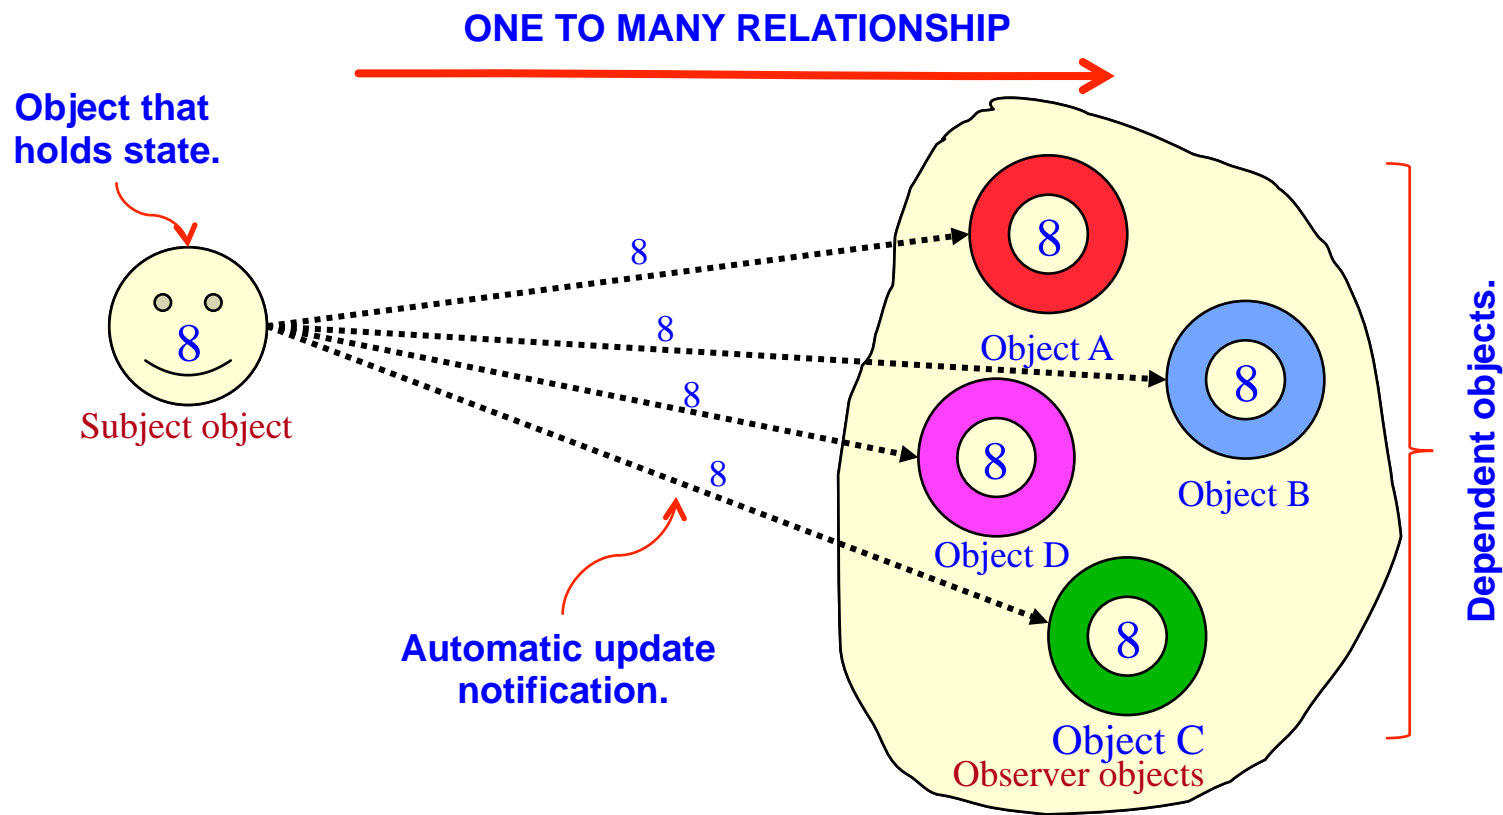 ONE TO MANY RELATIONSHIP
Object that
holds state.
8
Subject object
8
8
8
8
Automatic update
notification.
8
Object A
8
Object B
8
Object D
8
Object C
Observer objects
Dependent objects.